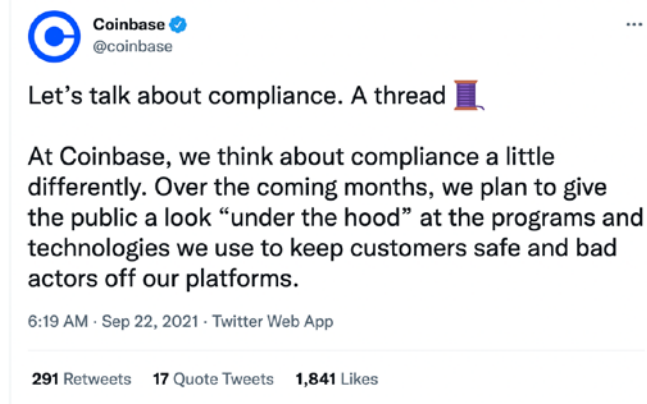 Coinbase
@coinbase
Let’s talk about compliance. A thread 🧵
At Coinbase, we think about compliance a little
differently. Over the coming months, we plan to give
the public a look “under the hood” at the programs and
technologies we use to keep customers safe and bad
actors off our platforms.
6:19 AM · Sep 22, 2021 · Twitter Web App
291 Retweets 17 Quote Tweets 1,841 Likes